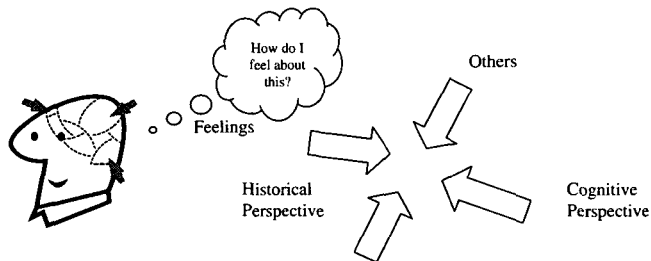 How do I
feel about
this?
Others
Feelings
Historical
Perspective
Cognitive
Perspective